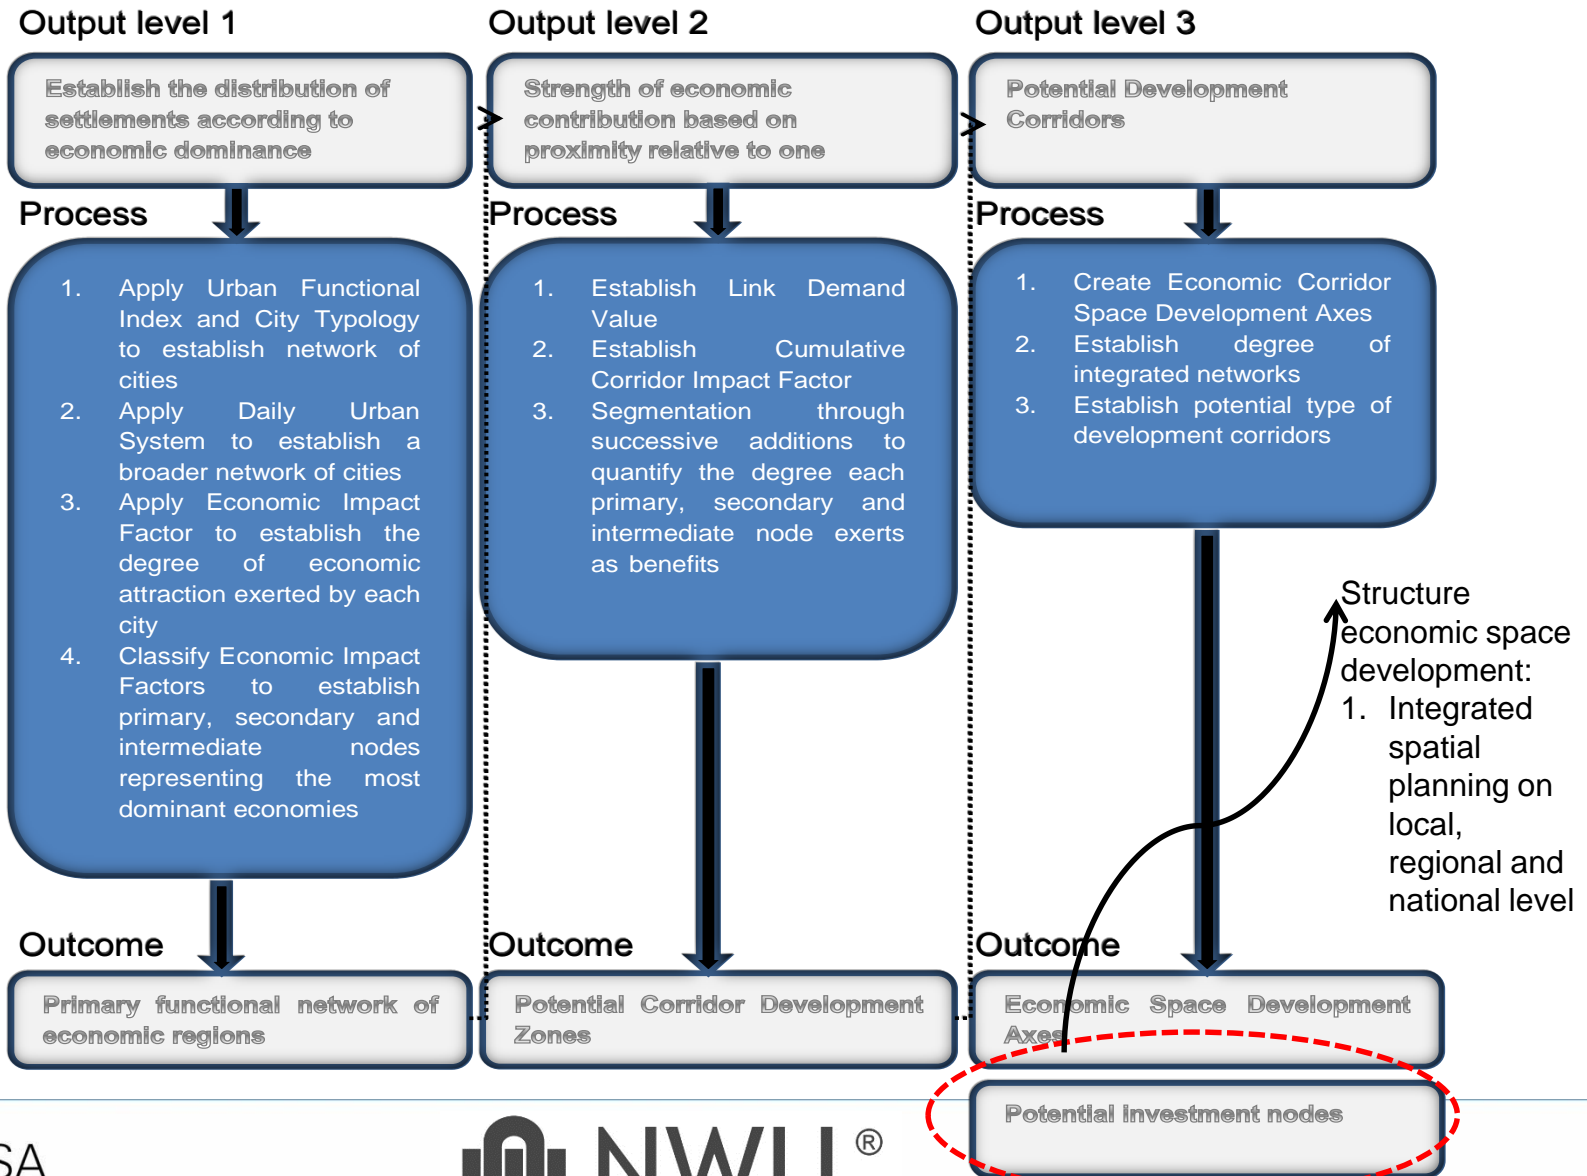 Output level 1
Establish the distribution of
settlements according to
economic dominance
Process
1. Apply Urban Functional
Index and City Typology
to establish network of
cities
2. Apply Daily Urban
System to establish a
broader network of cities
3. Apply Economic Impact
Factor to establish the
degree of economic
attraction exerted by each
city
4. Classify Economic Impact
Factors to establish
primary, secondary and
intermediate nodes
representing the most
dominant economies
Outcome
Primary functional network of
economic regions
Output level 2
Strength of economic
contribution based on
proximity relative to one
Process
1. Establish Link Demand
Value
2. Establish Cumulative
Corridor Impact Factor
3. Segmentation through
successive additions to
quantify the degree each
primary, secondary and
intermediate node exerts
as benefits
Outcome
Potential Corridor Development
Zones
Output level 3
Potential Development
Corridors
Process
1. Create Economic Corridor
Space Development Axes
2. Establish degree of
integrated networks
3. Establish potential type of
development corridors
Outcome
Economic Space Development
Axes
Potential investment nodes
Structure
economic space
development:
1. Integrated
spatial
planning on
local,
regional and
national level
SA
NWU ®